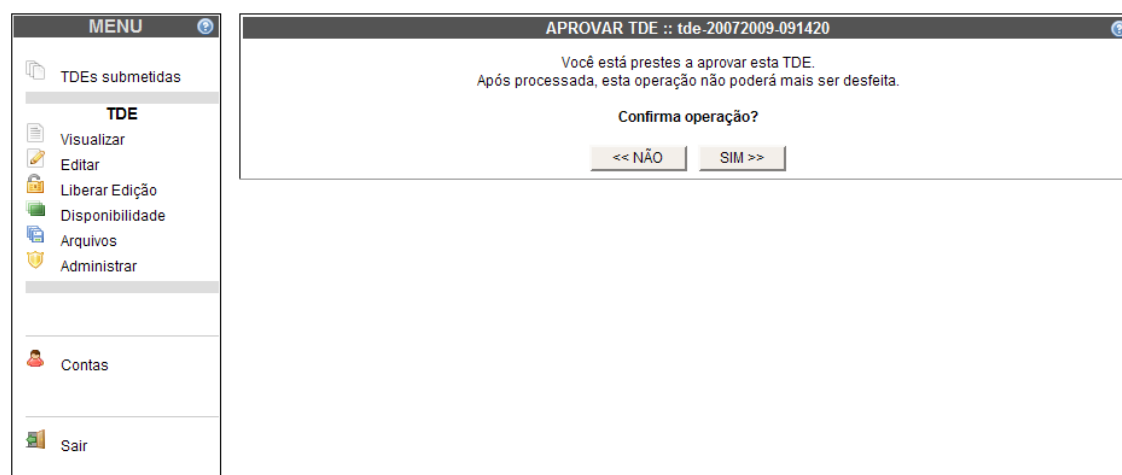 MENU
TDEs submetidas
TDE
Visualizar
Editar
Liberar Edição
Disponibilidade
Arquivos
Administrar
Contas
Sair
APROVAR TDE :: tde-20072009-091420
Você está prestes a aprovar esta TDE.
Após processada, esta operação não poderá mais ser desfeita.
Confirma operação?
<< NÃO
SIM >>